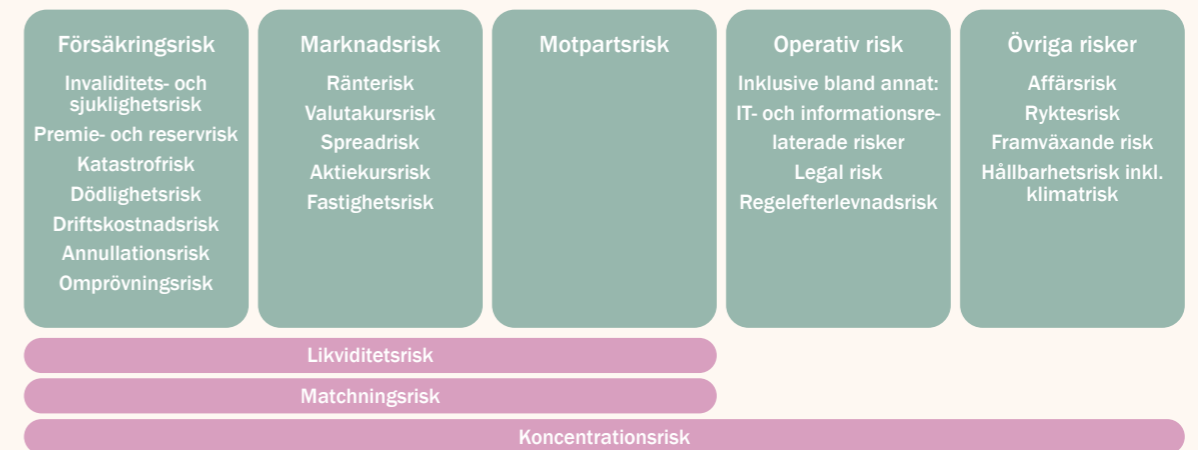 Försäkringsrisk
Invaliditets- och
sjuklighetsrisk
Premie- och reservrisk
Katastrofrisk
Dödlighetsrisk
Driftskostnadsrisk
Annullationsrisk
Omprövningsrisk
Marknadsrisk
Ränterisk
Valutakursrisk
Spreadrisk
Aktiekursrisk
Fastighetsrisk
Motpartsrisk
Operativ risk
Inklusive bland annat:
IT- och informationsre-
laterade risker
Legal risk
Regelefterlevnadsrisk
Övriga risker
Affärsrisk
Ryktesrisk
Framväxande risk
Hållbarhetsrisk inkl.
klimatrisk
Likviditetsrisk
Matchningsrisk
Koncentrationsrisk